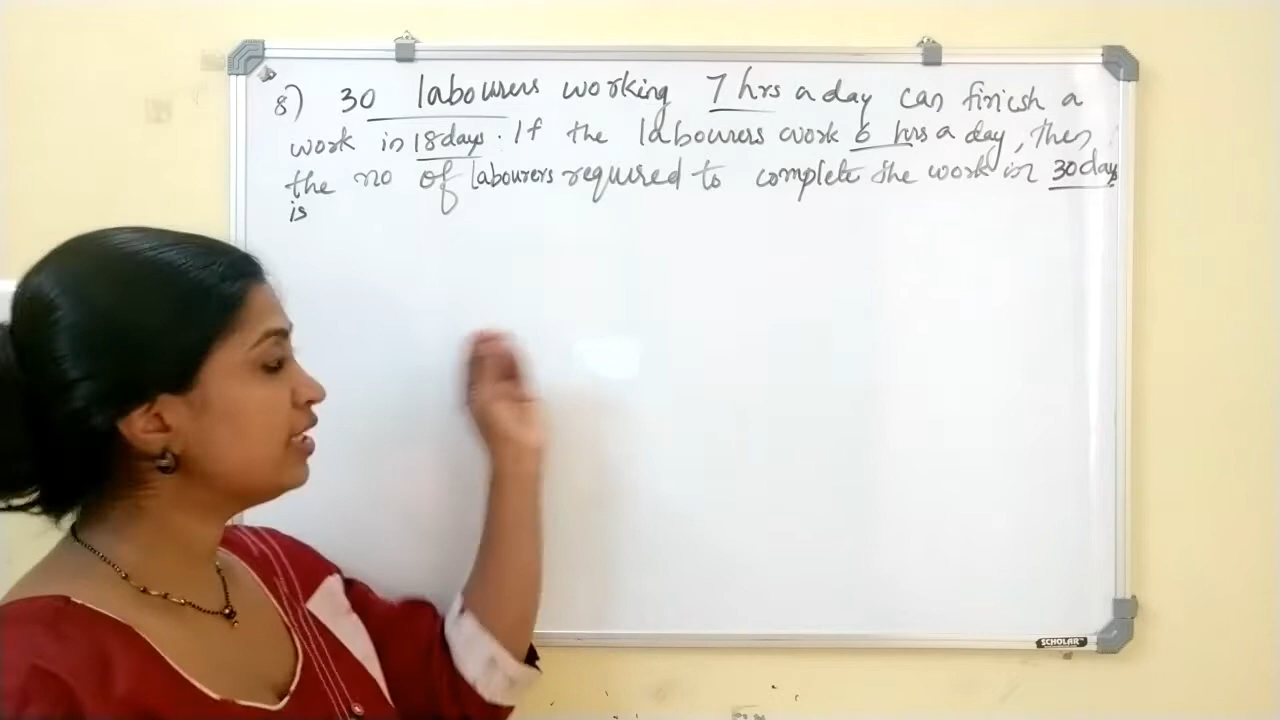 8) 30 labourers working 7 hrs a day can finish a
work in 18 days. If the labourers work 6 hrs a day, then
the no of labourers required to complete the work in 30 days
is
SCHOLAR